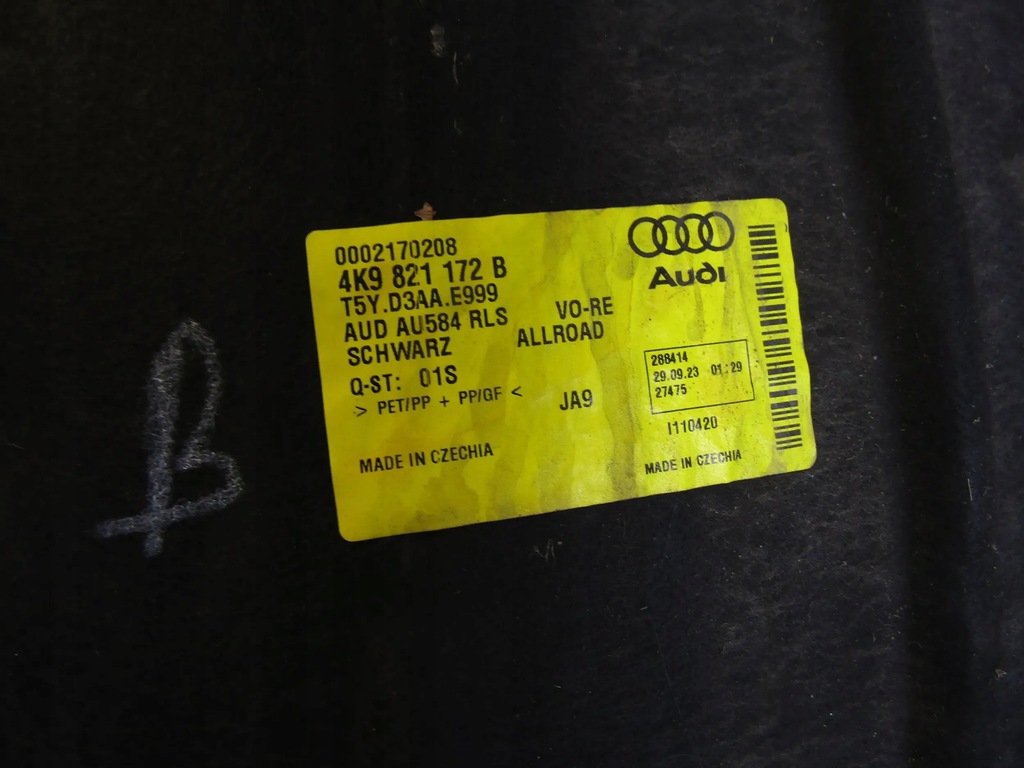 0002170208
4K9 821 172 B
T5Y.D3AA.E999
AUD AU584 RLS VO-RE
SCHWARZ ALLROAD
Q-ST: 01S
> PET/PP + PP/GF < JA9
MADE IN CZECHIA
Audi
288414
29.09.23 01:29
27475
I110420
MADE IN CZECHIA
B